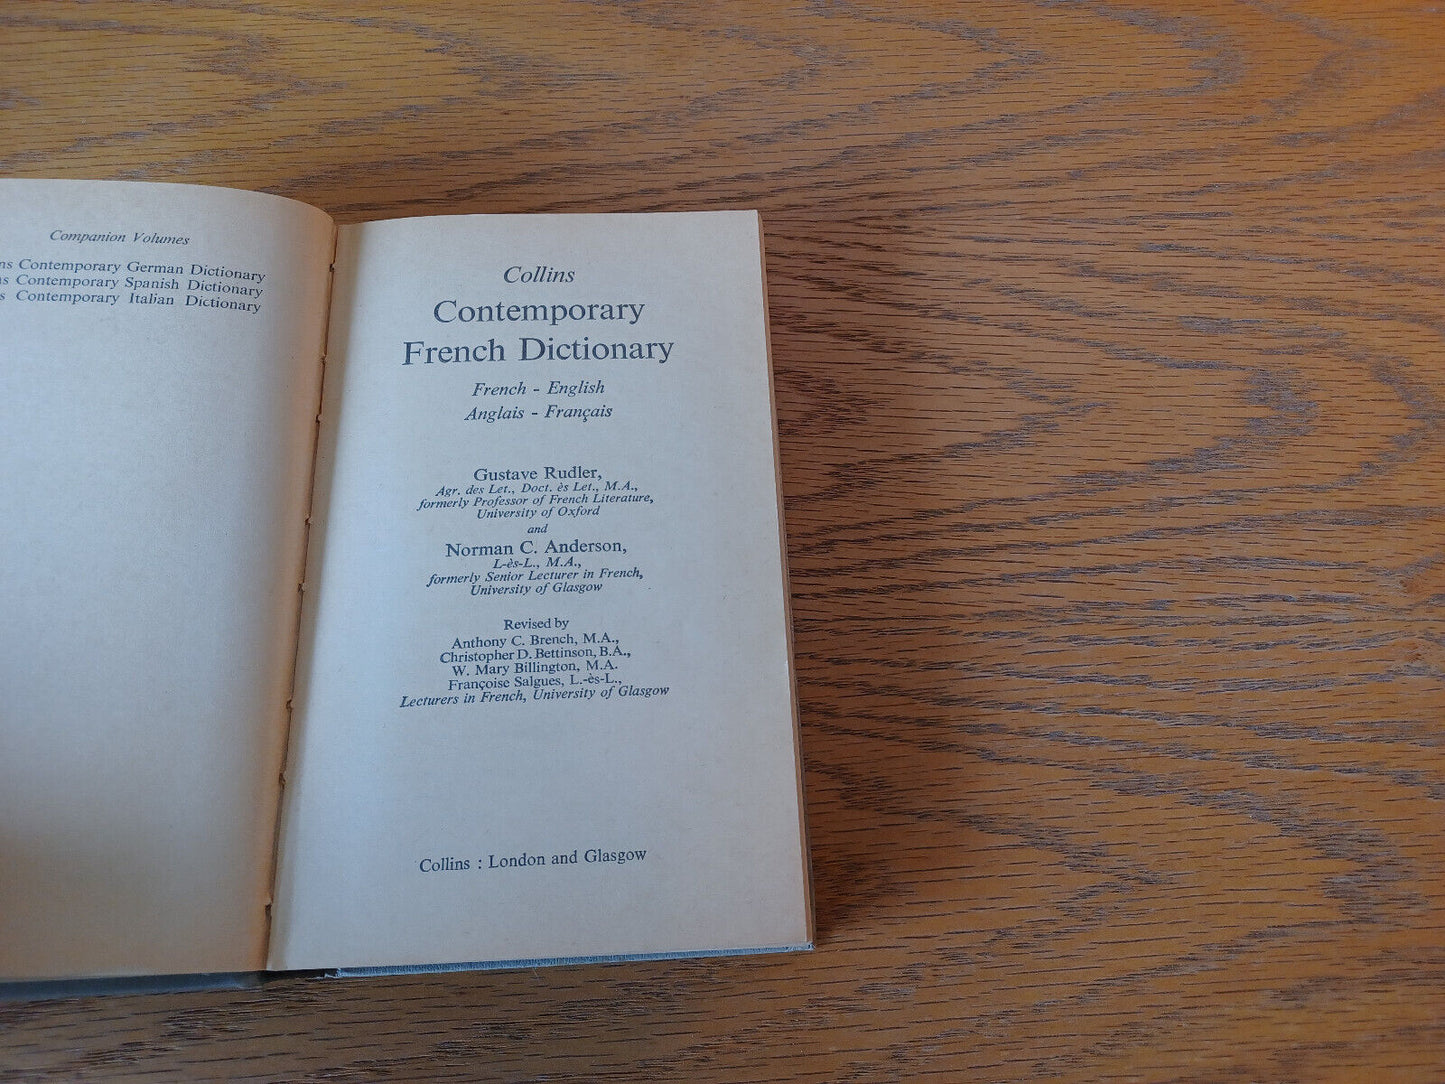 Companion Volumes
Contemporary German Dictionary
Contemporary Spanish Dictionary
Contemporary Italian Dictionary
Collins
Contemporary
French Dictionary
French - English
Anglais - Français
Gustave Rudler,
Agr. des Let., Doct. ès Let., M.A.,
formerly Professor of French Literature,
University of Oxford
and
Norman C. Anderson,
L-ès-L., M.A.,
formerly Senior Lecturer in French,
University of Glasgow
Revised by
Anthony C. Brench, M.A.,
Christopher D. Bettinson, B.A.,
W. Mary Billington, M.A.
Françoise Salgues, L.-ès-L.,
Lecturers in French, University of Glasgow
Collins : London and Glasgow